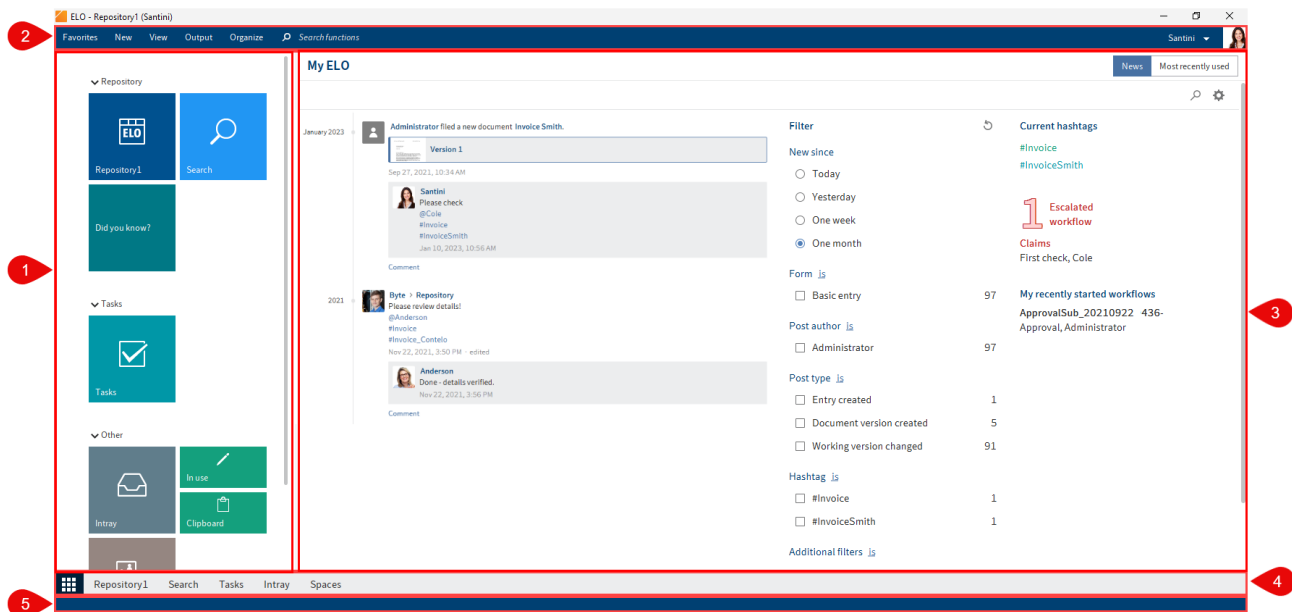 ELO - Repository1 (Santini)
2
Favorites New View Output Organize Search functions Santini
My ELO
News Most recently used
Repository
ELO
Repository1
Search
Did you know?
Tasks
Tasks
Other
Intray
In use
Clipboard
1
January 2023
Administrator filed a new document Invoice Smith.
Version 1
Sep 27, 2021, 10:34 AM
Santini
Please check
@Cole
#Invoice
#InvoiceSmith
Jan 10, 2023, 10:56 AM
Comment
2021
Byte > Repository
Please review details!
@Anderson
#Invoice
#Invoice_Contelo
Nov 22, 2021, 3:50 PM · edited
Anderson
Done - details verified.
Nov 22, 2021, 3:56 PM
Comment
Filter
New since
Today
Yesterday
One week
One month
Form is
Basic entry 97
Post author is
Administrator 97
Post type is
Entry created 1
Document version created 5
Working version changed 91
Hashtag is
#Invoice 1
#InvoiceSmith 1
Additional filters is
Current hashtags
#Invoice
#InvoiceSmith
1 Escalated
workflow
Claims
First check, Cole
My recently started workflows
ApprovalSub_20210922 436-
Approval, Administrator
3
Repository1 Search Tasks Intray Spaces
4
5